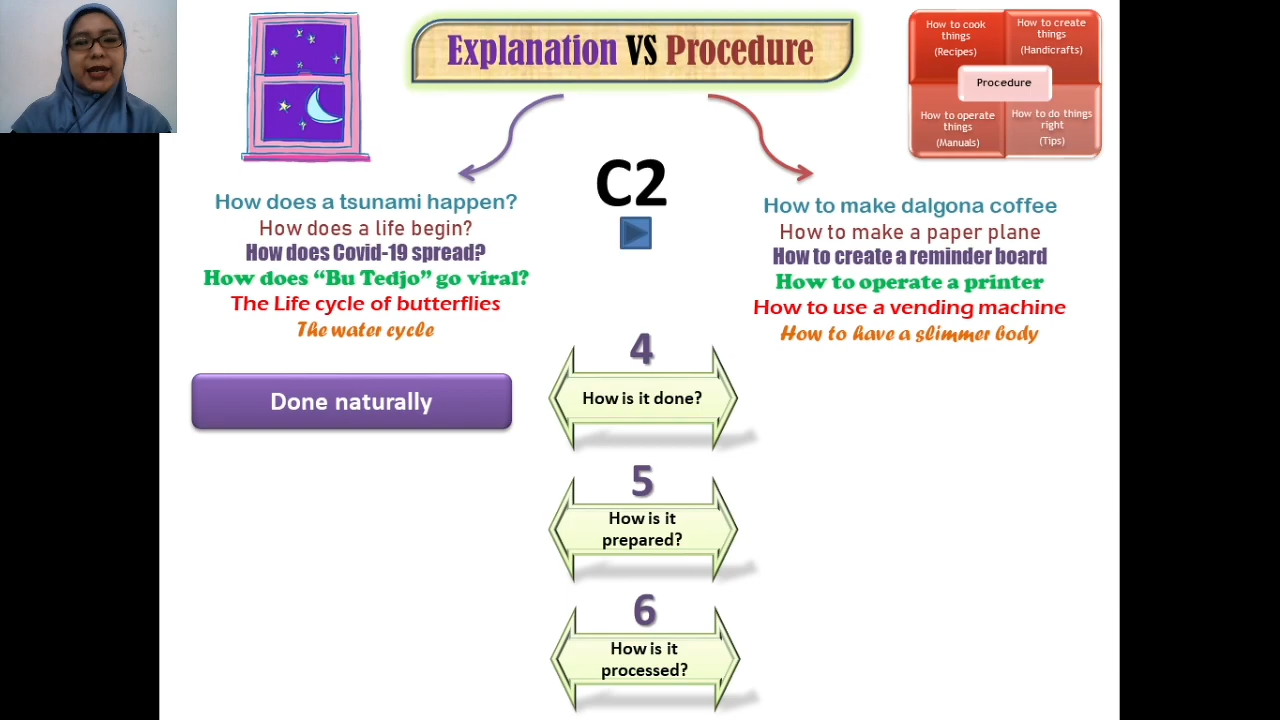 Explanation VS Procedure
How to cook
things
(Recipes)
How to create
things
(Handicrafts)
Procedure
How to operate
things
(Manuals)
How to do things
right
(Tips)
C2
How does a tsunami happen?
How does a life begin?
How does Covid-19 spread?
How does “Bu Tedjo” go viral?
The Life cycle of butterflies
The water cycle
How to make dalgona coffee
How to make a paper plane
How to create a reminder board
How to operate a printer
How to use a vending machine
How to have a slimmer body
4
Done naturally
How is it done?
5
How is it
prepared?
6
How is it
processed?